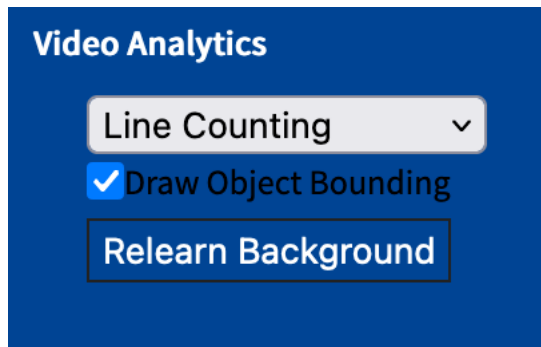 Video Analytics
Line Counting
Draw Object Bounding
Relearn Background